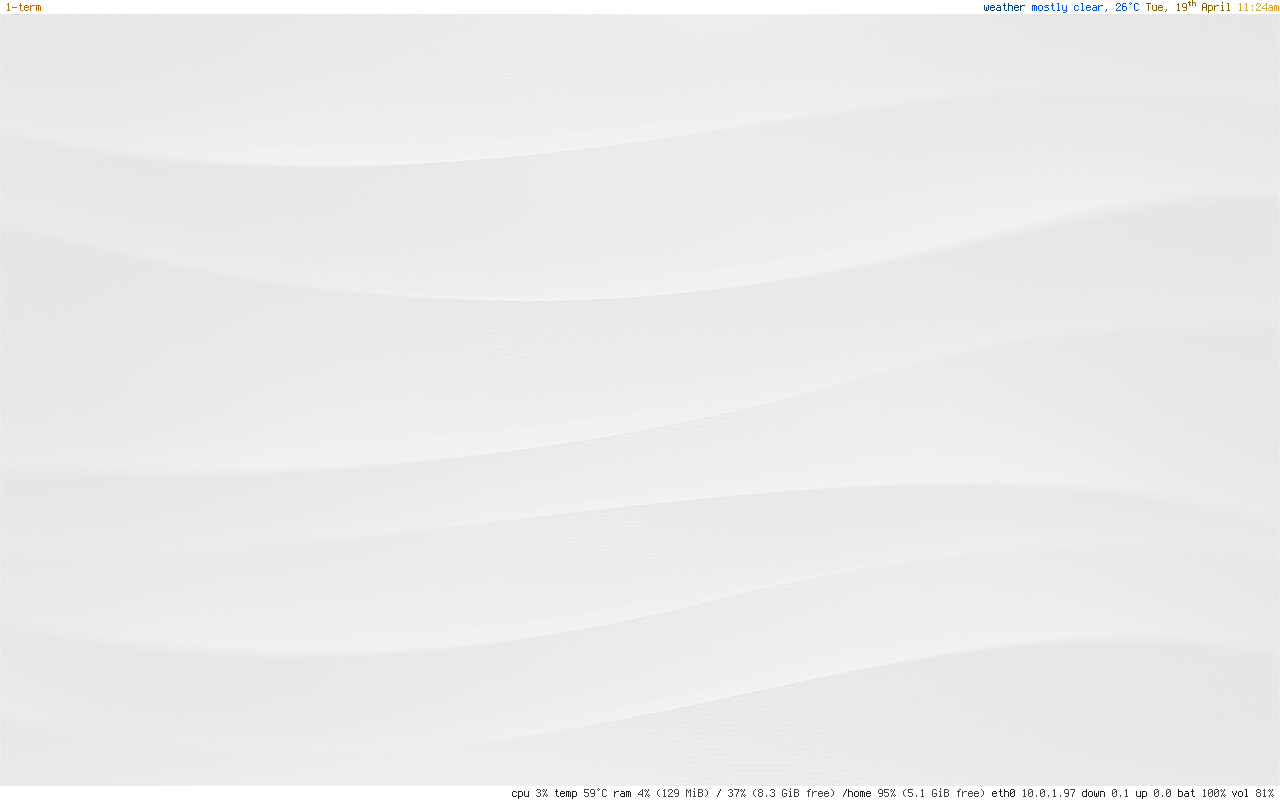 1-term
weather mostly clear, 26°C Tue, 19th April 11:24am
cpu 3% temp 59°C ram 4% (129 MiB) / 37% (8.3 GiB free) /home 95% (5.1 GiB free) eth0 10.0.1.97 down 0.1 up 0.0 bat 100% vol 81%